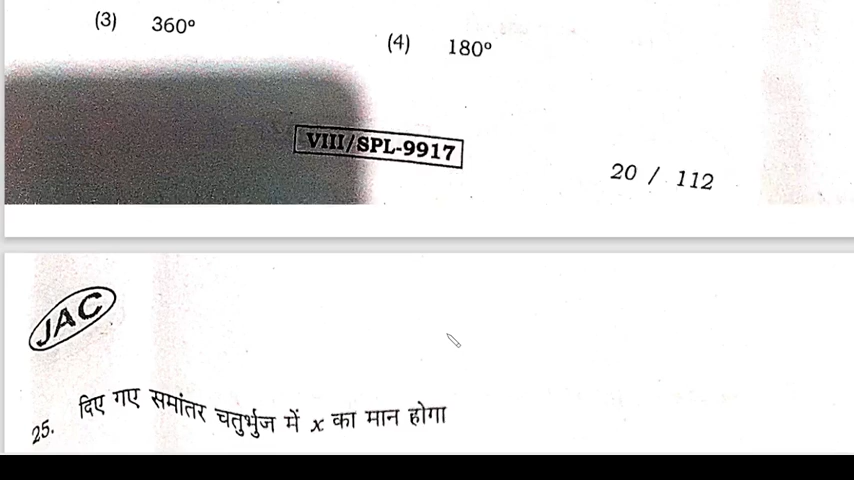 (3) 360°
(4) 180°
VIII/SPL-9917
20 / 112
JAC
25. दिए गए समांतर चतुर्भुज में x का मान होगा